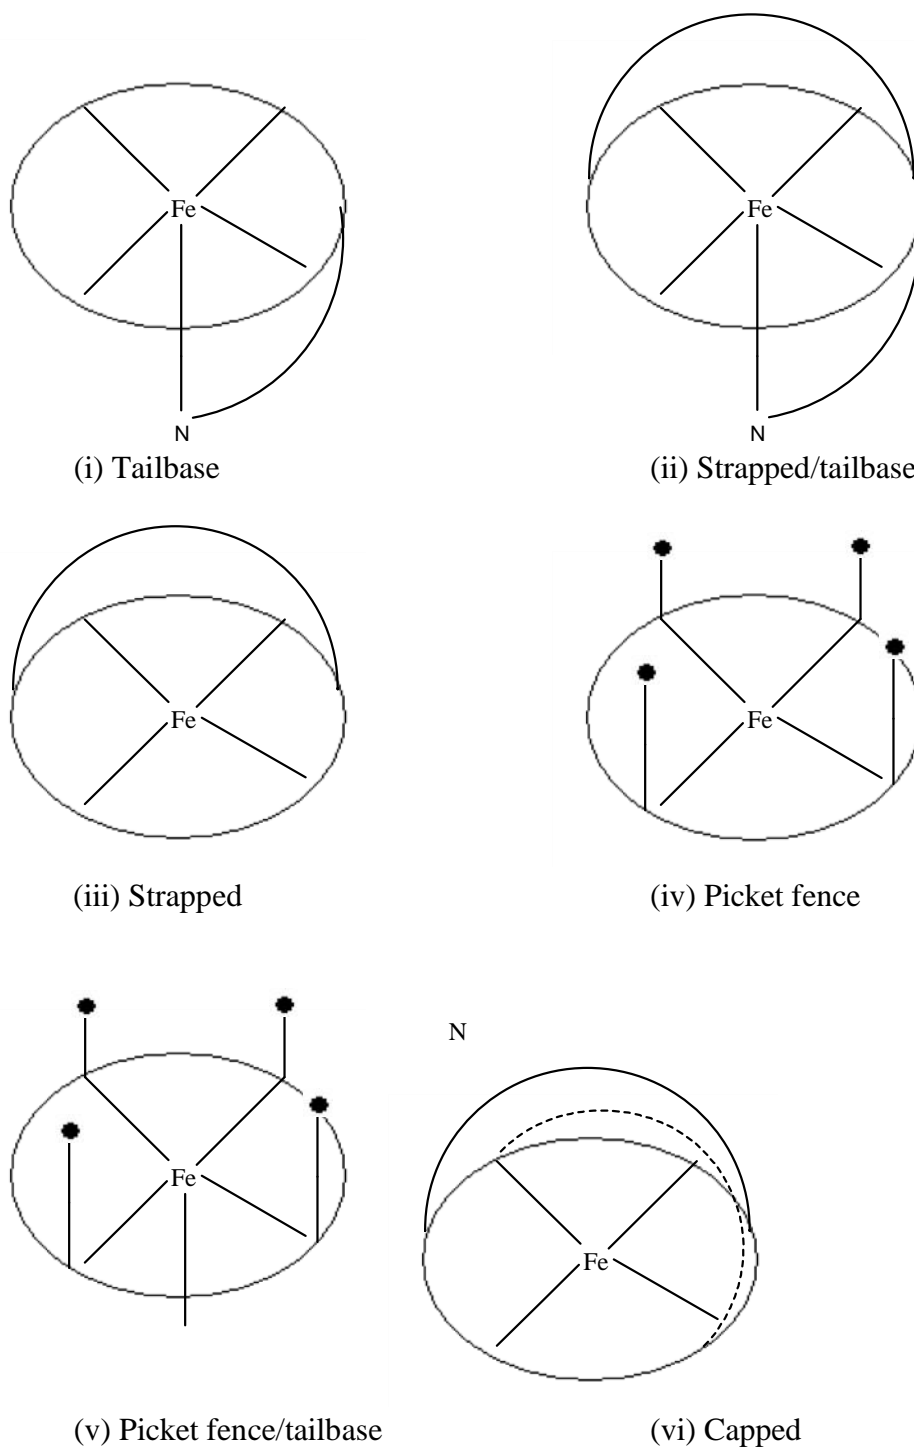 Fe
Fe
N
N
(i) Tailbase
(ii) Strapped/tailbase
Fe
Fe
(iii) Strapped
(iv) Picket fence
N
Fe
Fe
(v) Picket fence/tailbase
(vi) Capped